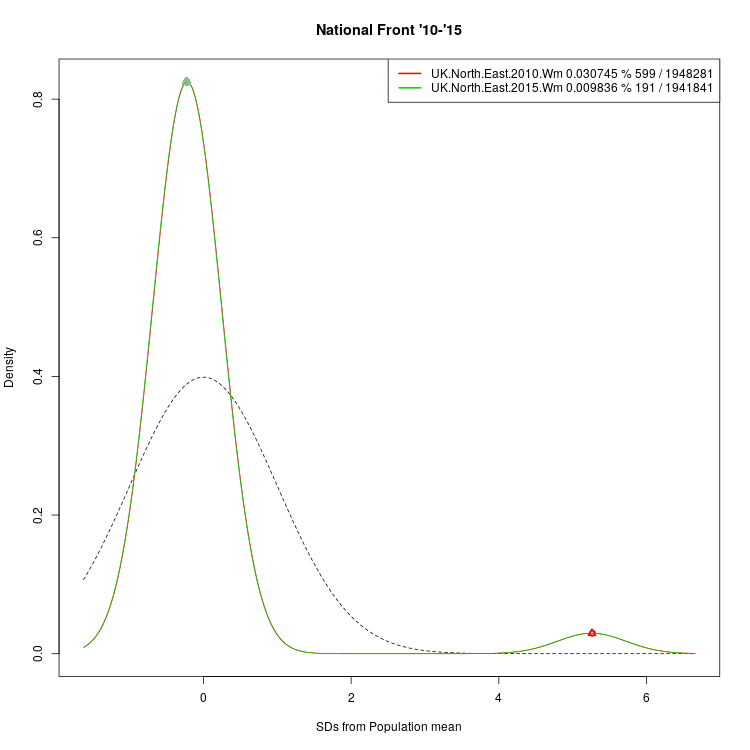 National Front '10-'15
UK.North.East.2010.Wm 0.030745 % 599 / 1948281
UK.North.East.2015.Wm 0.009836 % 191 / 1941841
Density
0.8
0.6
0.4
0.2
0.0
0 2 4 6
SDs from Population mean